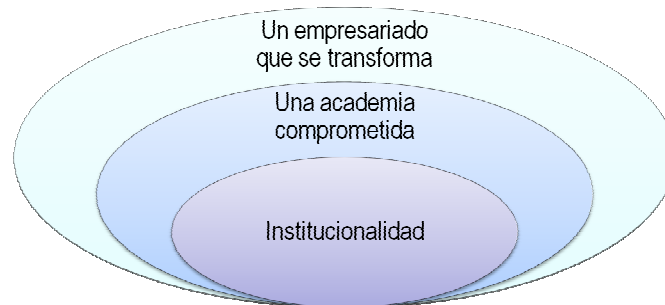 Un empresariado
que se transforma
Una academia
comprometida
Institucionalidad